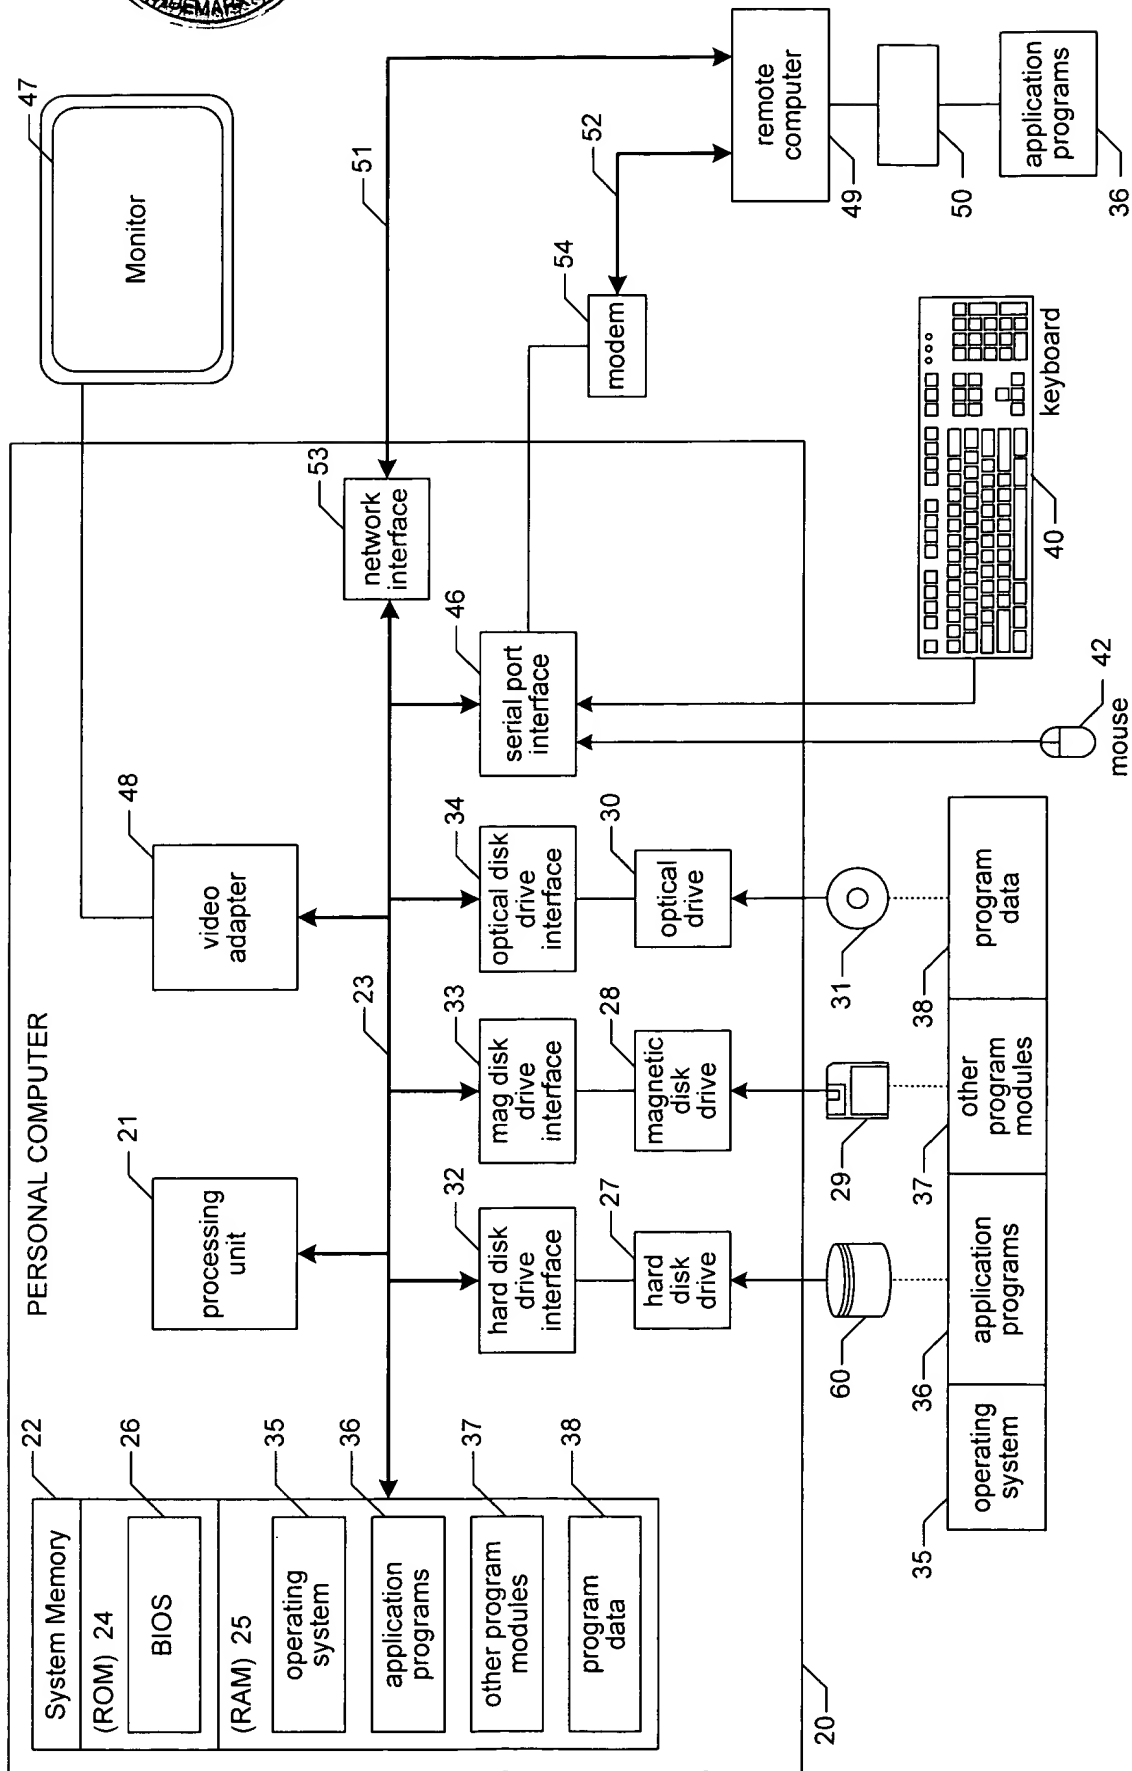 PERSONAL COMPUTER
System Memory
22
(ROM) 24
BIOS
26
(RAM) 25
operating
system
35
application
programs
36
other program
modules
37
program
data
38
processing
unit
21
video
adapter
48
Monitor
47
23
hard disk
drive
interface
32
mag disk
drive
interface
33
optical disk
drive
interface
34
serial port
interface
46
network
interface
53
51
hard
disk
drive
27
magnetic
disk
drive
28
optical
drive
30
modem
54
52
remote
computer
49
50
application
programs
36
20
60
29
31
mouse
42
keyboard
40
operating
system
35
application
programs
36
other
program
modules
37
program
data
38